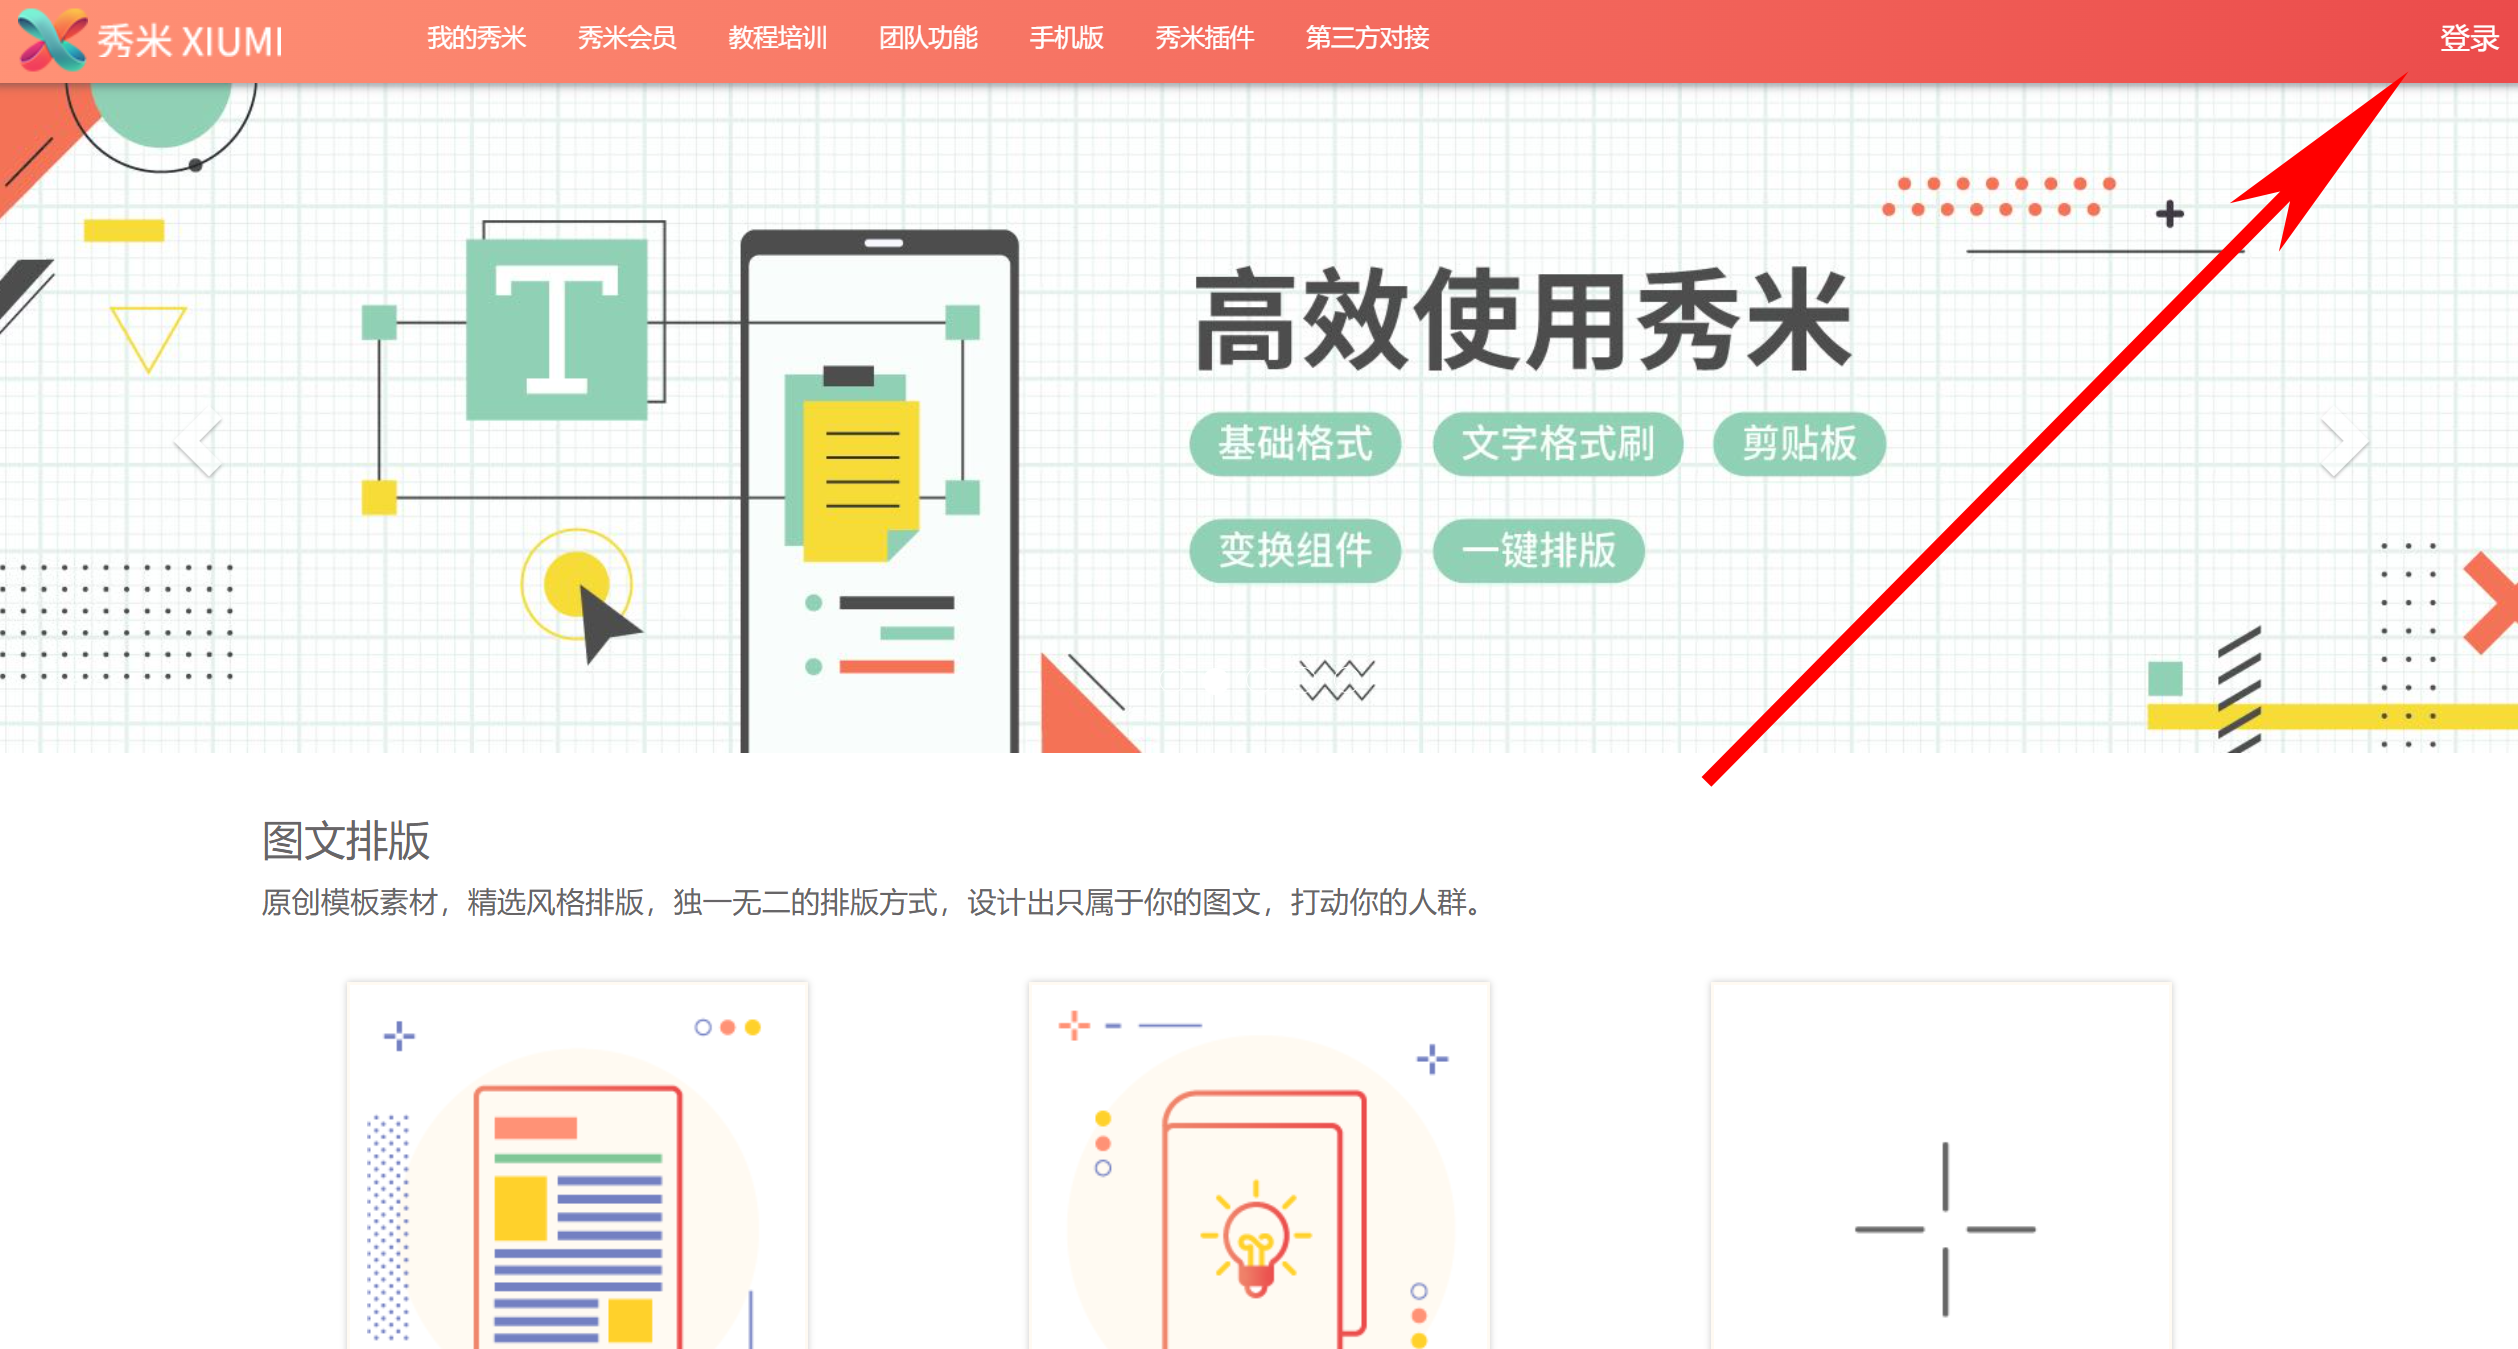 秀米 XIUMI 我的秀米 秀米会员 教程培训 团队功能 手机版 秀米插件 第三方对接 登录
T
高效使用秀米
基础格式 文字格式刷 剪贴板
变换组件 一键排版
图文排版
原创模板素材，精选风格排版，独一无二的排版方式，设计出只属于你的图文，打动你的人群。